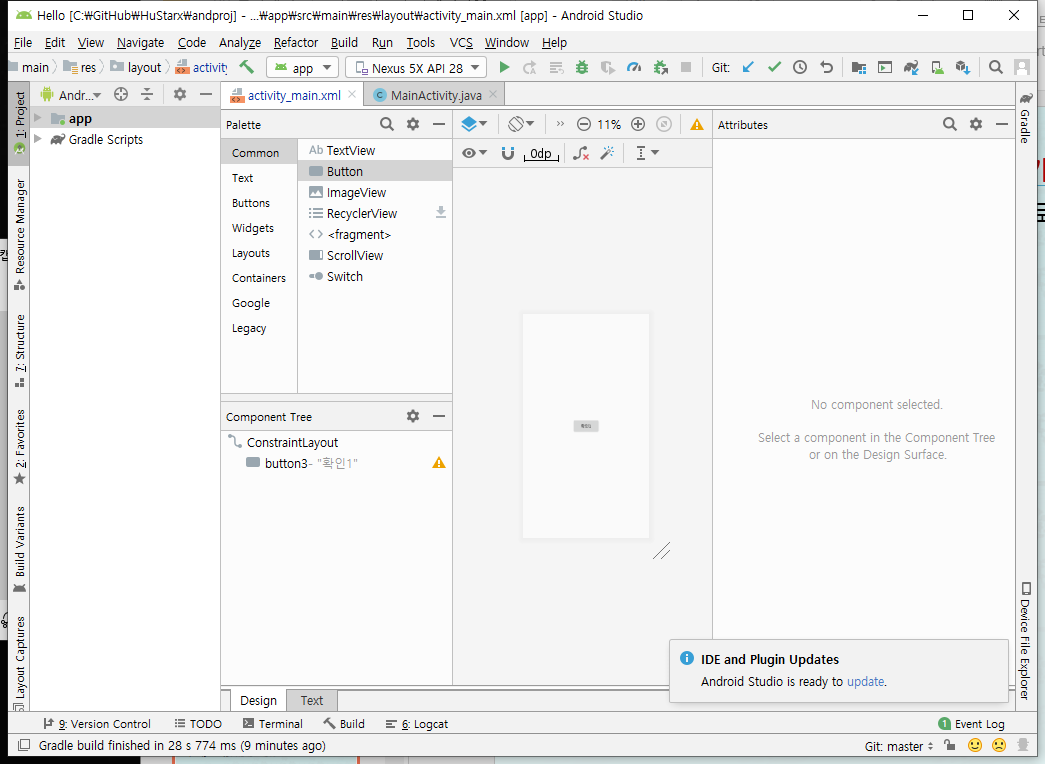 Hello [C:₩GitHub₩HuStarx₩andproj] - ...₩app₩src₩main₩res₩layout₩activity_main.xml [app] - Android Studio
File Edit View Navigate Code Analyze Refactor Build Run Tools VCS Window Help
main res layout activity app Nexus 5X API 28 Git:
1: Project
Resource Manager
7: Structure
2: Favorites
Build Variants
Layout Captures
Andr...
app
Gradle Scripts
activity_main.xml MainActivity.java
Palette
Common
Text
Buttons
Widgets
Layouts
Containers
Google
Legacy
Ab TextView
Button
ImageView
RecyclerView
<fragment>
ScrollView
Switch
Component Tree
ConstraintLayout
button3- "확인1"
11%
0dp
Attributes
No component selected.
Select a component in the Component Tree
or on the Design Surface.
Gradle
Device File Explorer
IDE and Plugin Updates
Android Studio is ready to update.
Design Text
9: Version Control TODO Terminal Build 6: Logcat 1 Event Log
Gradle build finished in 28 s 774 ms (9 minutes ago) Git: master